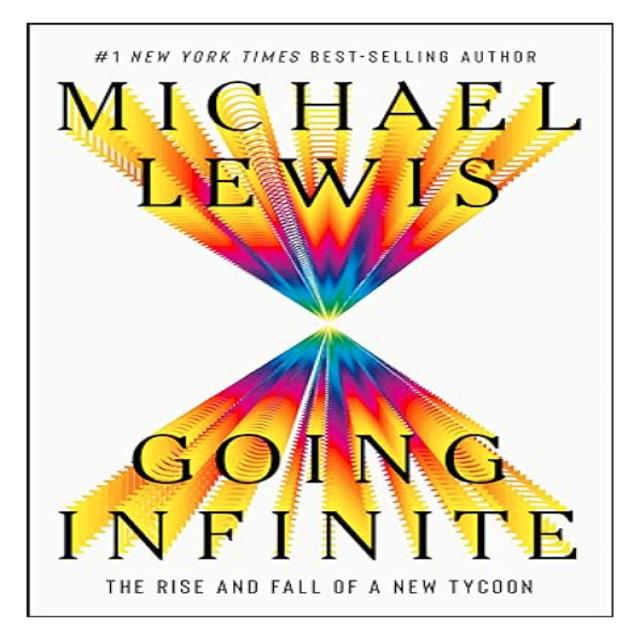 #1 NEW YORK TIMES BEST-SELLING AUTHOR
MICHAEL
LEWIS
GOING
INFINITE
THE RISE AND FALL OF A NEW TYCOON